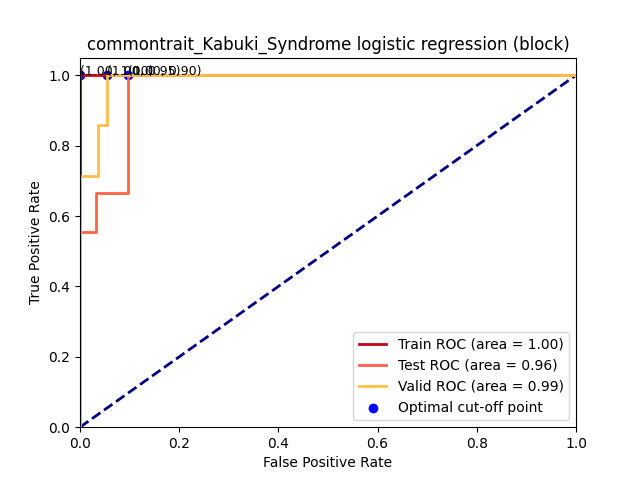 commontrait_Kabuki_Syndrome logistic regression (block)
1.0
0.8
0.6
0.4
0.2
0.0
True Positive Rate
Train ROC (area = 1.00)
Test ROC (area = 0.96)
Valid ROC (area = 0.99)
Optimal cut-off point
0.0 0.2 0.4 0.6 0.8 1.0
False Positive Rate